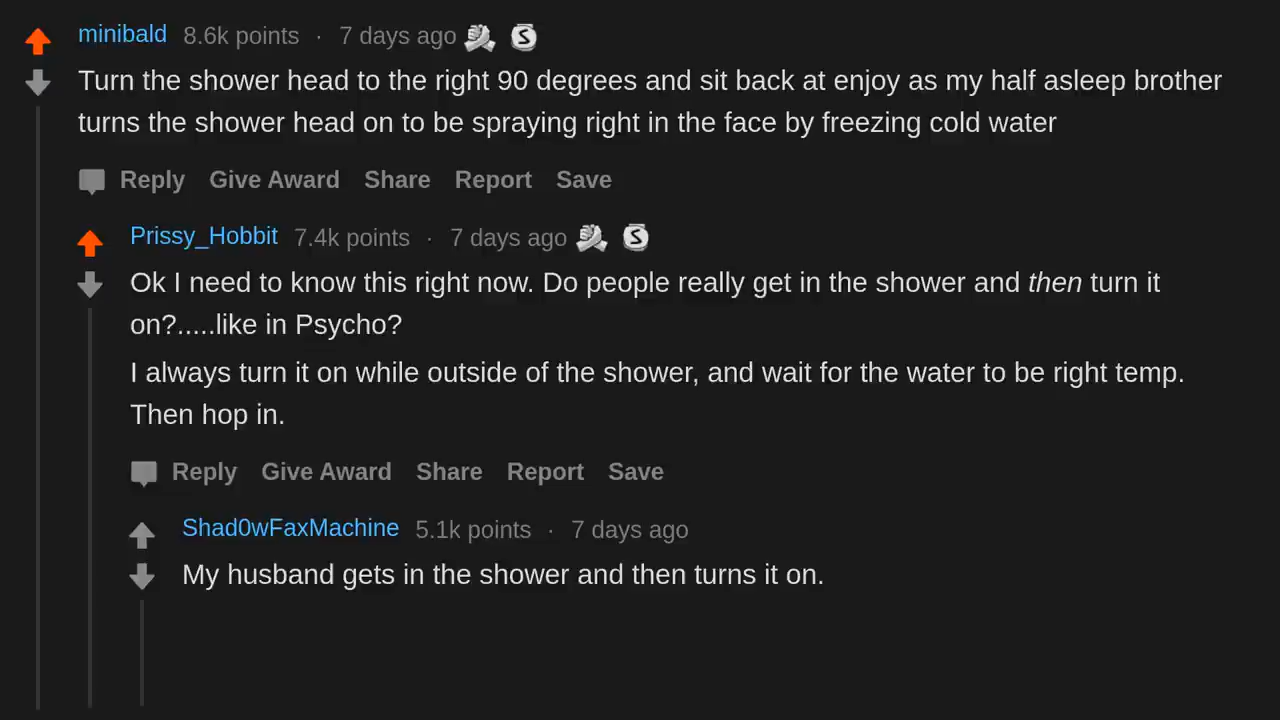 minibald 8.6k points · 7 days ago S
Turn the shower head to the right 90 degrees and sit back at enjoy as my half asleep brother
turns the shower head on to be spraying right in the face by freezing cold water
Reply Give Award Share Report Save
Prissy_Hobbit 7.4k points · 7 days ago S
Ok I need to know this right now. Do people really get in the shower and then turn it
on?.....like in Psycho?
I always turn it on while outside of the shower, and wait for the water to be right temp.
Then hop in.
Reply Give Award Share Report Save
Shad0wFaxMachine 5.1k points · 7 days ago
My husband gets in the shower and then turns it on.